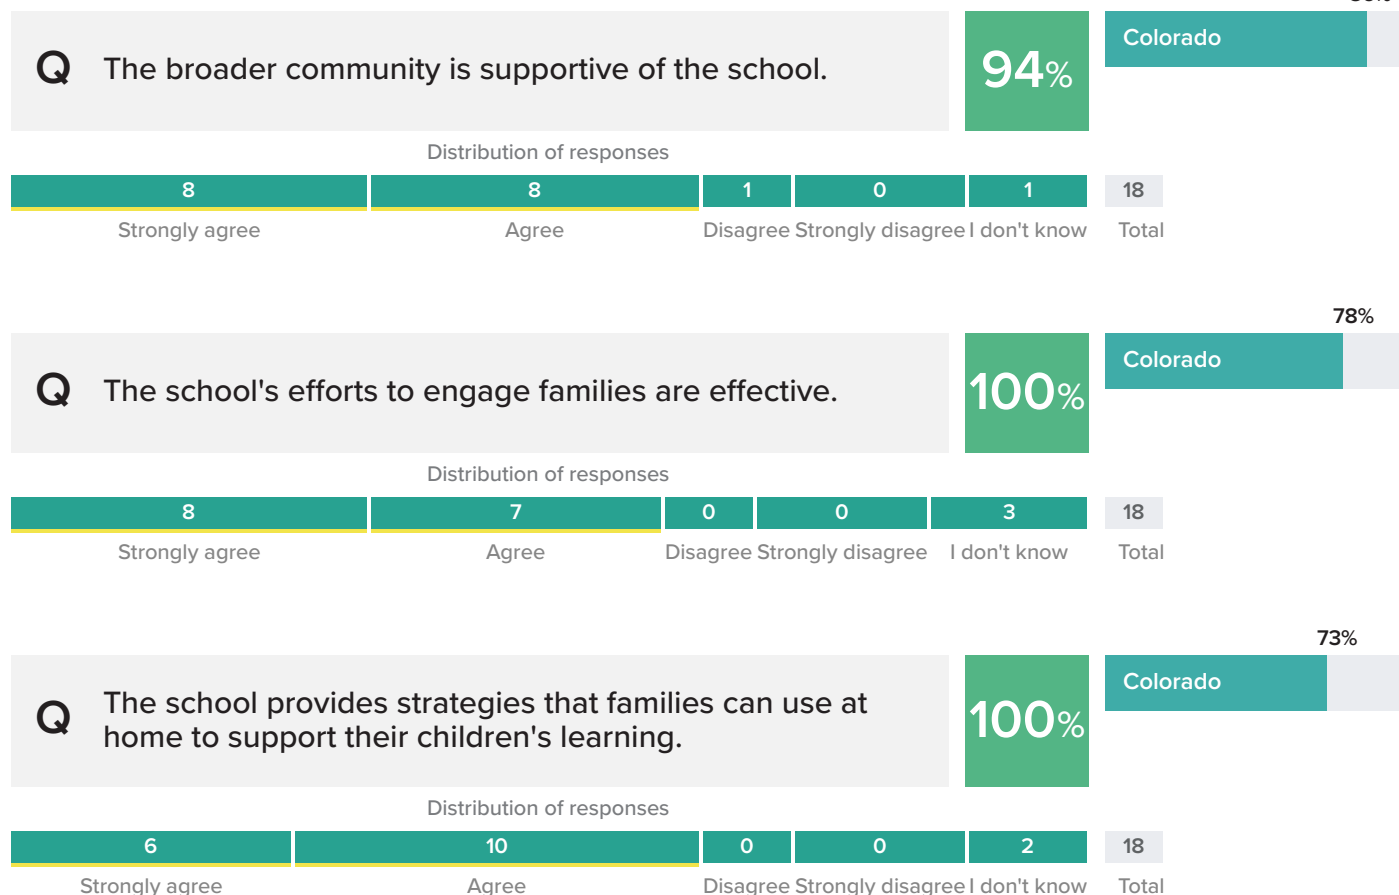 Colorado
Q The broader community is supportive of the school. 94%
Distribution of responses
8 8 1 0 1 18
Strongly agree Agree Disagree Strongly disagree I don't know Total
78%
Colorado
Q The school's efforts to engage families are effective. 100%
Distribution of responses
8 7 0 0 3 18
Strongly agree Agree Disagree Strongly disagree I don't know Total
73%
Colorado
Q The school provides strategies that families can use at
home to support their children's learning.
100%
Distribution of responses
6 10 0 0 2 18
Strongly agree Agree Disagree Strongly disagree I don't know Total